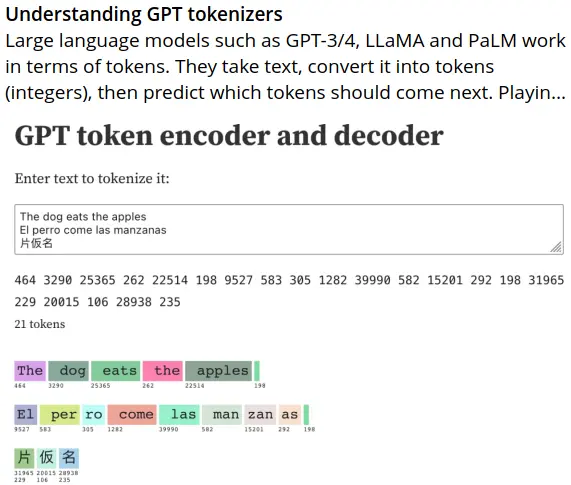 Understanding GPT tokenizers
Large language models such as GPT-3/4, LLaMA and PaLM work
in terms of tokens. They take text, convert it into tokens
(integers), then predict which tokens should come next. Playin...
GPT token encoder and decoder
Enter text to tokenize it:
The dog eats the apples
El perro come las manzanas
片仮名
464 3290 25365 262 22514 198 9527 583 305 1282 39990 582 15201 292 198 31965
229 20015 106 28938 235
21 tokens
The dog eats the apples
464 3290 25365 262 22514 198
El per ro come las man zan as
9527 583 305 1282 39990 582 15201 292 198
片 仮 名
31965 20015 28938
229 106 235